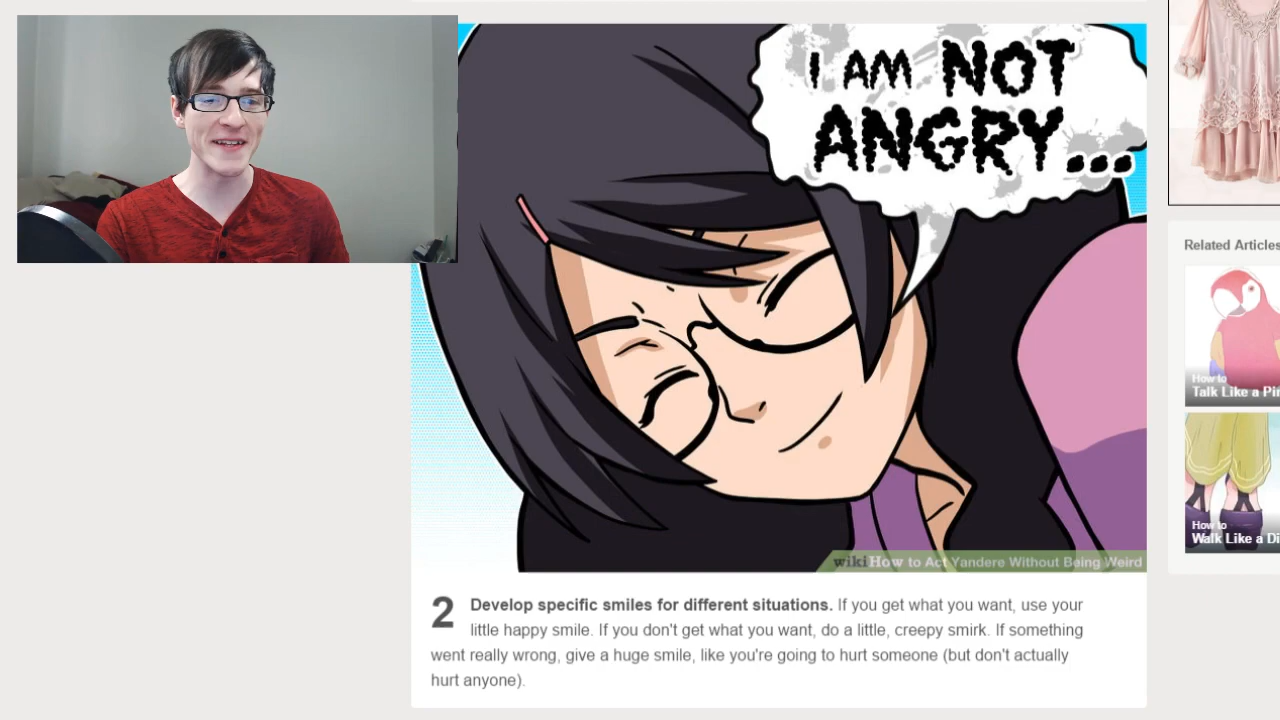 I AM NOT
ANGRY...
wikiHow to Act Yandere Without Being Weird
2 Develop specific smiles for different situations. If you get what you want, use your
little happy smile. If you don't get what you want, do a little, creepy smirk. If something
went really wrong, give a huge smile, like you're going to hurt someone (but don't actually
hurt anyone).
Related Articles
How to
Talk Like a Pi
How to
Walk Like a Di